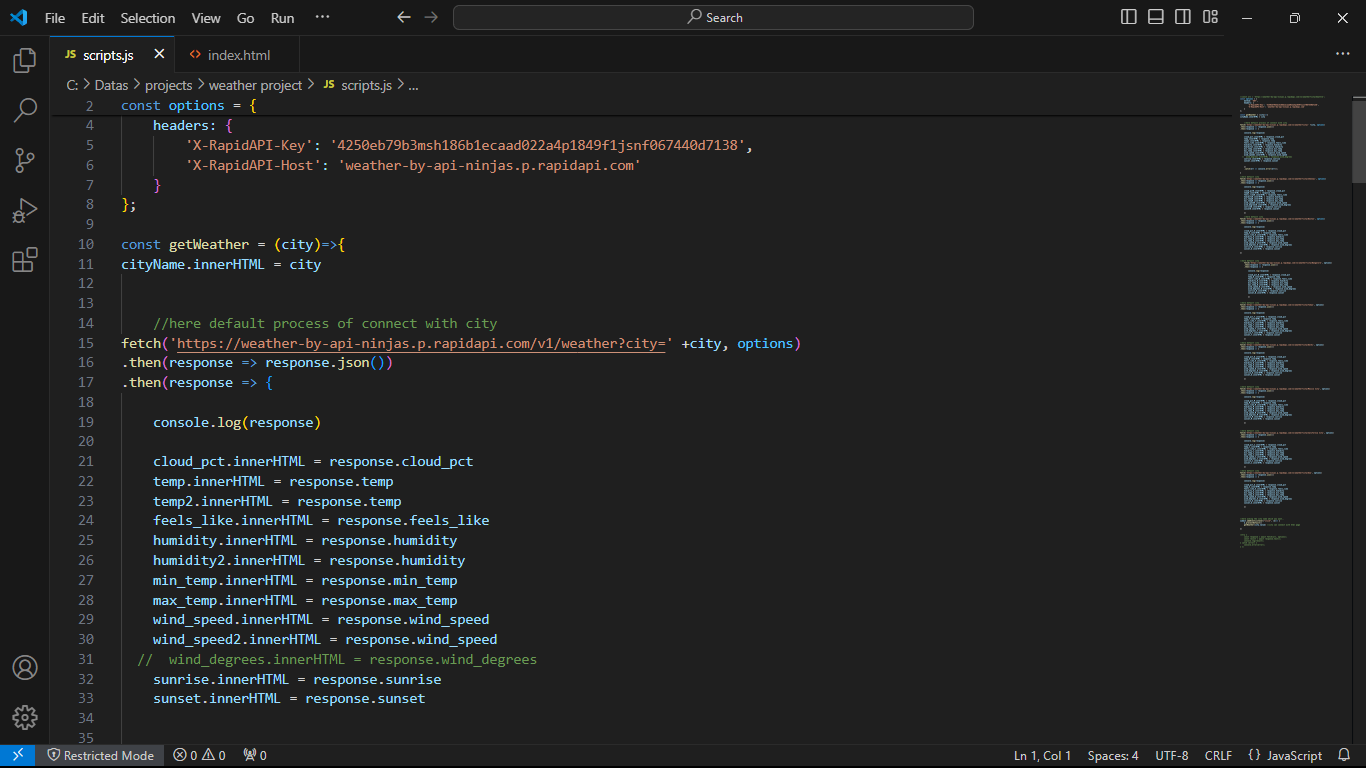 File Edit Selection View Go Run ··· Search
JS scripts.js index.html
C: > Datas > projects > weather project > JS scripts.js > ...
2 const options = {
4 headers: {
5 'X-RapidAPI-Key': '4250eb79b3msh186b1ecaad022a4p1849f1jsnf067440d7138',
6 'X-RapidAPI-Host': 'weather-by-api-ninjas.p.rapidapi.com'
7 }
8 };
9
10 const getWeather = (city)=>{
11 cityName.innerHTML = city
12
13
14 //here default process of connect with city
15 fetch('https://weather-by-api-ninjas.p.rapidapi.com/v1/weather?city=' +city, options)
16 .then(response => response.json())
17 .then(response => {
18
19 console.log(response)
20
21 cloud_pct.innerHTML = response.cloud_pct
22 temp.innerHTML = response.temp
23 temp2.innerHTML = response.temp
24 feels_like.innerHTML = response.feels_like
25 humidity.innerHTML = response.humidity
26 humidity2.innerHTML = response.humidity
27 min_temp.innerHTML = response.min_temp
28 max_temp.innerHTML = response.max_temp
29 wind_speed.innerHTML = response.wind_speed
30 wind_speed2.innerHTML = response.wind_speed
31 // wind_degrees.innerHTML = response.wind_degrees
32 sunrise.innerHTML = response.sunrise
33 sunset.innerHTML = response.sunset
34
35
Restricted Mode 0 0 0 Ln 1, Col 1 Spaces: 4 UTF-8 CRLF {} JavaScript